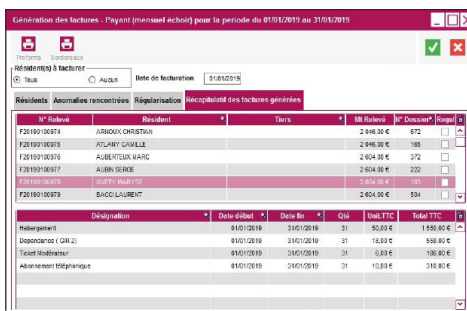 Génération des factures - Payant (mensuel échoir) pour la periode du 01/01/2019 au 31/01/2019
Proforma Bordereaux
Résident(s) à facturer
Tous Aucun Date de facturation 01/01/2019
Résidents Anomalies rencontrées Régularisation Récapitulatif des factures générées
N° Relevé Résident Tiers Mt Relevé N° Dossier Regul
F20190100974 ARNOUX CHRISTIAN 2 046,00 € 672
F20190100975 ATLANY CAMILLE 2 046,00 € 165
F20190100976 AUBERTEUX MARC 2 604,00 € 372
F20190100977 AUBIN SERGE 2 604,00 € 222
F20190100978 AVETY MARYSE 2 604,00 €
F20190100979 BACCI LAURENT 2 604,00 € 504
Désignation Date début Date fin Qté Unit.TTC Total TTC
Hebergement 01/01/2019 31/01/2019 31 50,00 € 1 550,00 €
Dependance ( GIR 2) 01/01/2019 31/01/2019 31 18,00 € 558,00 €
Ticket Modérateur 01/01/2019 31/01/2019 31 6,00 € 186,00 €
Abonnement téléphonique 01/01/2019 31/01/2019 31 10,00 € 310,00 €